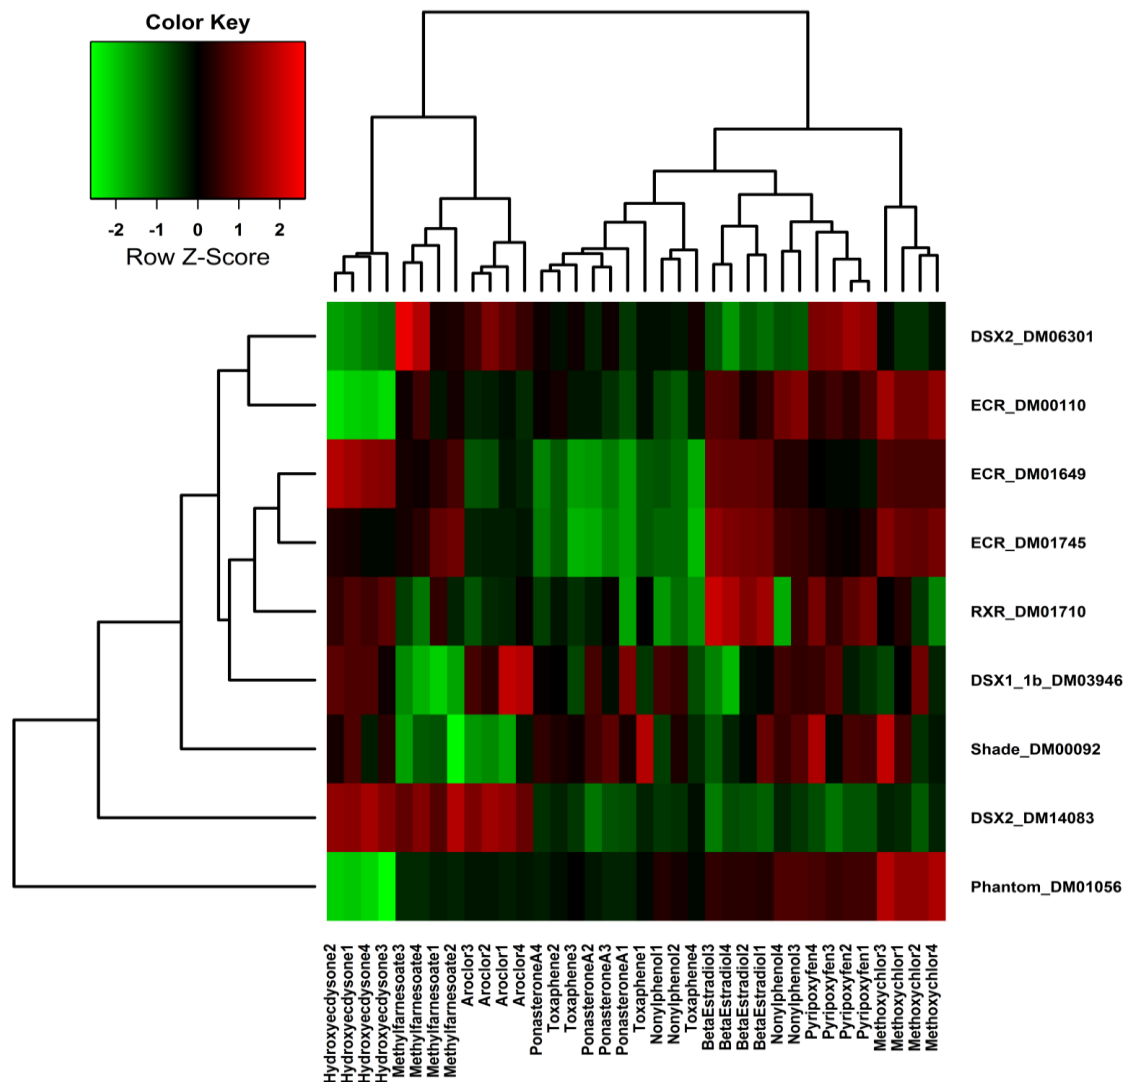 Color Key
-2 -1 0 1 2
Row Z-Score
DSX2_DM06301
ECR_DM00110
ECR_DM01649
ECR_DM01745
RXR_DM01710
DSX1_1b_DM03946
Shade_DM00092
DSX2_DM14083
Phantom_DM01056
Hydroxyecdysone2
Hydroxyecdysone1
Hydroxyecdysone4
Hydroxyecdysone3
Methylfarnesoate3
Methylfarnesoate4
Methylfarnesoate1
Methylfarnesoate2
Aroclor3
Aroclor2
Aroclor1
Aroclor4
PonasteroneA4
Toxaphene2
Toxaphene3
PonasteroneA2
PonasteroneA3
PonasteroneA1
Toxaphene1
Nonylphenol1
Nonylphenol2
Toxaphene4
BetaEstradiol3
BetaEstradiol4
BetaEstradiol2
BetaEstradiol1
Nonylphenol4
Nonylphenol3
Pyripoxyfen4
Pyripoxyfen3
Pyripoxyfen2
Pyripoxyfen1
Methoxychlor3
Methoxychlor1
Methoxychlor2
Methoxychlor4